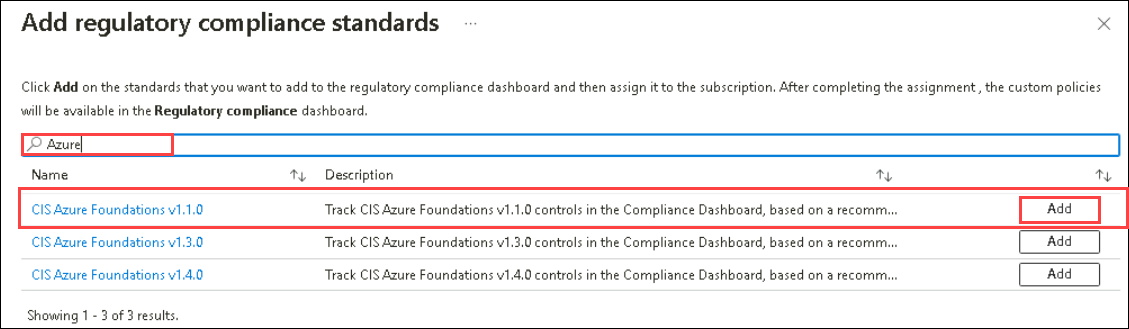 Add regulatory compliance standards ...
Click Add on the standards that you want to add to the regulatory compliance dashboard and then assign it to the subscription. After completing the assignment , the custom policies
will be available in the Regulatory compliance dashboard.
Azure
Name Description
CIS Azure Foundations v1.1.0 Track CIS Azure Foundations v1.1.0 controls in the Compliance Dashboard, based on a recomm... Add
CIS Azure Foundations v1.3.0 Track CIS Azure Foundations v1.3.0 controls in the Compliance Dashboard, based on a recomm... Add
CIS Azure Foundations v1.4.0 Track CIS Azure Foundations v1.4.0 controls in the Compliance Dashboard, based on a recomm... Add
Showing 1 - 3 of 3 results.